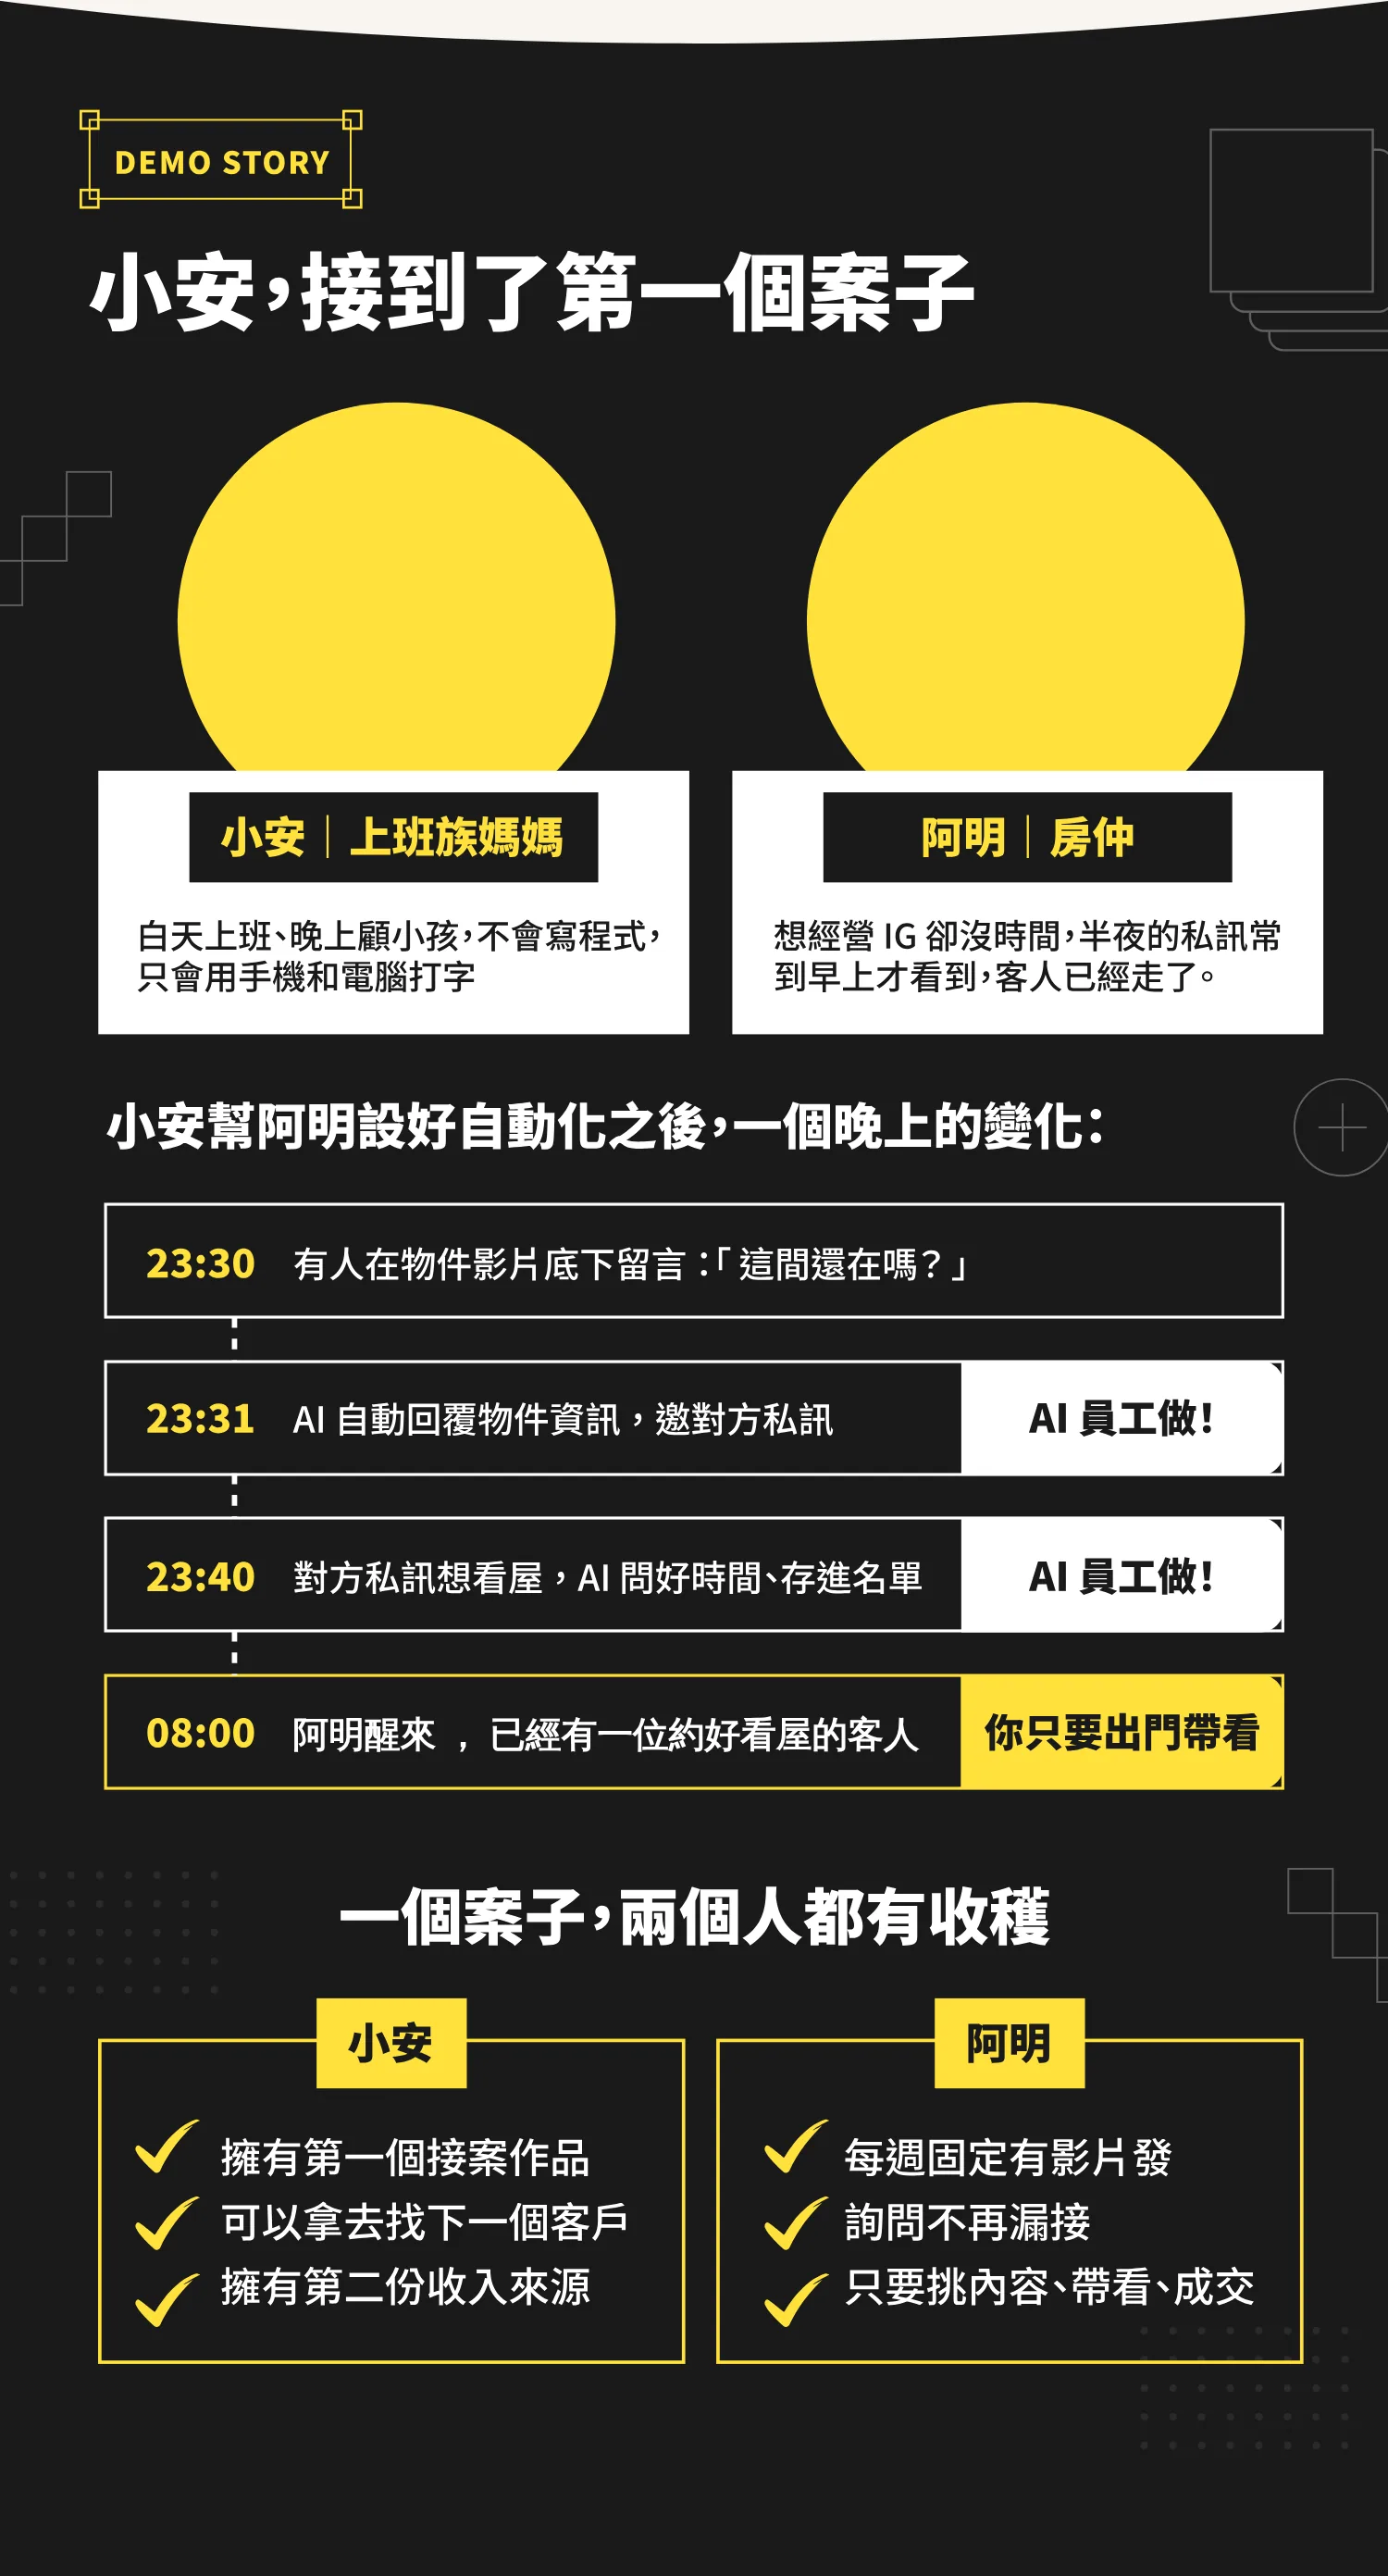 DEMO STORY
小安，接到了第一個案子
小安｜上班族媽媽
白天上班、晚上顧小孩，不會寫程式，
只會用手機和電腦打字
阿明｜房仲
想經營 IG 卻沒時間，半夜的私訊常
到早上才看到，客人已經走了。
小安幫阿明設好自動化之後，一個晚上的變化：
23:30 有人在物件影片底下留言：「這間還在嗎？」
23:31 AI 自動回覆物件資訊，邀對方私訊 AI 員工做！
23:40 對方私訊想看屋，AI 問好時間、存進名單 AI 員工做！
08:00 阿明醒來 ， 已經有一位約好看屋的客人 你只要出門帶看
一個案子，兩個人都有收穫
小安
擁有第一個接案作品
可以拿去找下一個客戶
擁有第二份收入來源
阿明
每週固定有影片發
詢問不再漏接
只要挑內容、帶看、成交